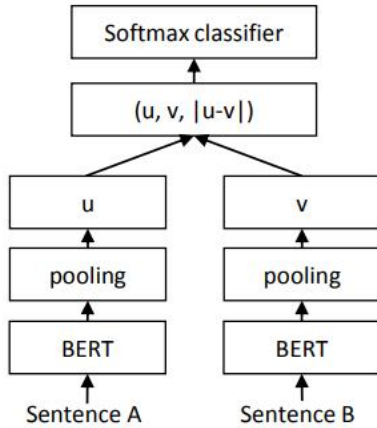 Softmax classifier
(u, v, |u-v|)
u
v
pooling
pooling
BERT
BERT
Sentence A
Sentence B